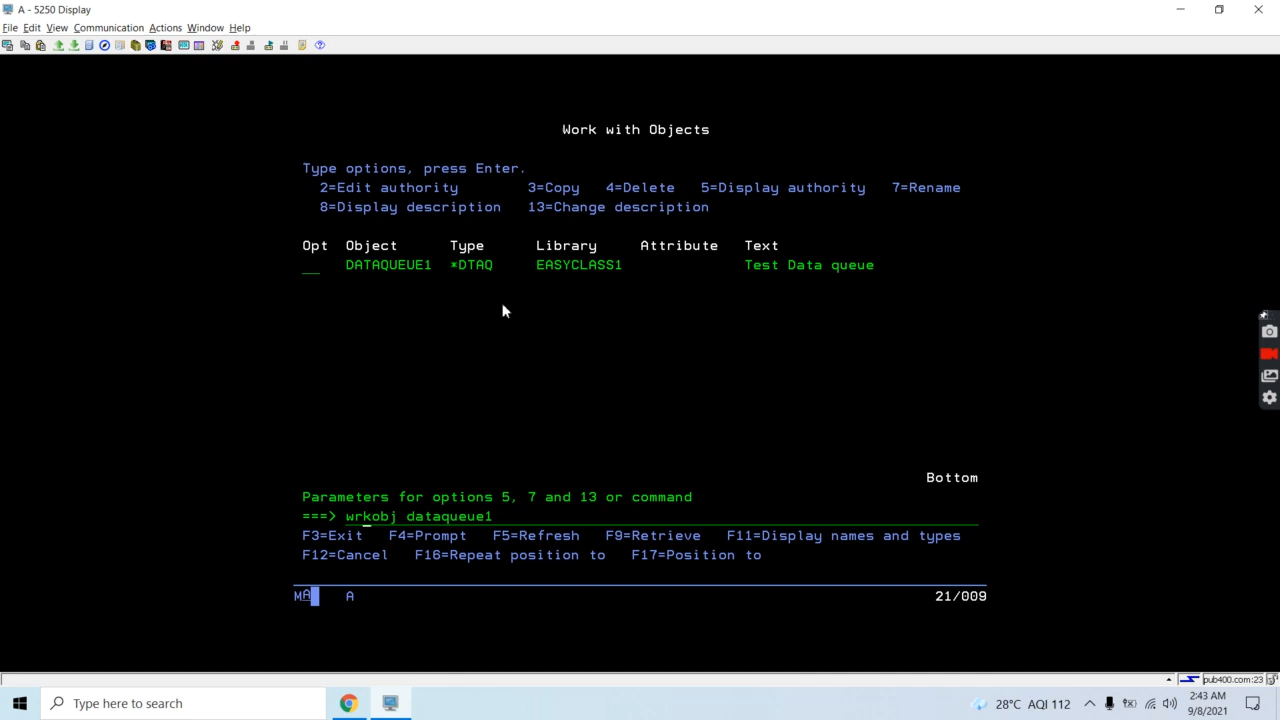 A - 5250 Display
File Edit View Communication Actions Window Help
Work with Objects
Type options, press Enter.
2=Edit authority 3=Copy 4=Delete 5=Display authority 7=Rename
8=Display description 13=Change description
Opt Object Type Library Attribute Text
DATAQUEUE1 *DTAQ EASYCLASS1 Test Data queue
Bottom
Parameters for options 5, 7 and 13 or command
===> wrkobj dataqueue1
F3=Exit F4=Prompt F5=Refresh F9=Retrieve F11=Display names and types
F12=Cancel F16=Repeat position to F17=Position to
MA A 21/009
pub400.com:23
Type here to search 28°C AQI 112 2:43 AM
9/8/2021